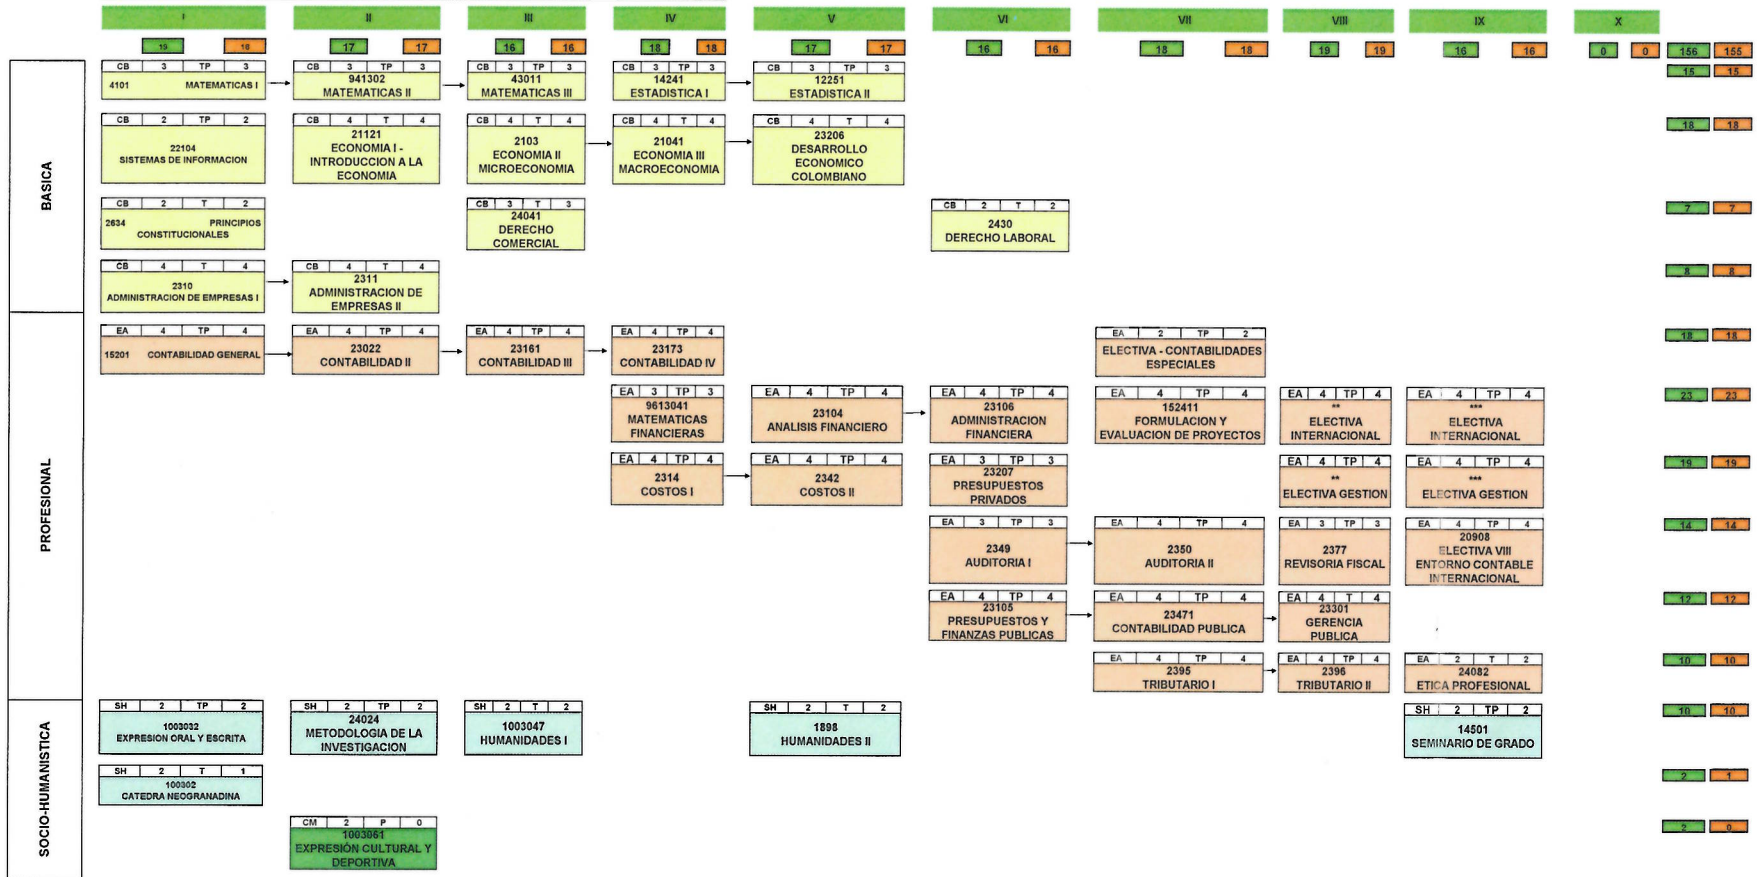 I II III IV V VI VII VIII IX X
17 17 16 16 18 18 17 17 16 16 18 18 19 19 16 16 0 0 156 155
BASICA
CB 3 TP 3 CB 3 TP 3 CB 3 TP 3 CB 3 TP 3 CB 3 TP 3 15 15
4101 MATEMATICAS I
941302
MATEMATICAS II
43011
MATEMATICAS III
14241
ESTADISTICA I
12251
ESTADISTICA II
CB 2 TP 2 CB 4 T 4 CB 4 T 4 CB 4 T 4 CB 4 T 4 18 18
22104
SISTEMAS DE INFORMACION
21121
ECONOMIA I -
INTRODUCCION A LA
ECONOMIA
2103
ECONOMIA II
MICROECONOMIA
21041
ECONOMIA III
MACROECONOMIA
23206
DESARROLLO
ECONOMICO
COLOMBIANO
CB 2 T 2 CB 3 T 3 CB 2 T 2 7 7
2634 PRINCIPIOS
CONSTITUCIONALES
24041
DERECHO
COMERCIAL
2430
DERECHO LABORAL
CB 4 T 4 CB 4 T 4 8 8
2310
ADMINISTRACION DE EMPRESAS I
2311
ADMINISTRACION DE
EMPRESAS II
PROFESIONAL
EA 4 TP 4 EA 4 TP 4 EA 4 TP 4 EA 4 TP 4 EA 2 TP 2 18 18
15201 CONTABILIDAD GENERAL
23022
CONTABILIDAD II
23161
CONTABILIDAD III
23173
CONTABILIDAD IV
ELECTIVA - CONTABILIDADES
ESPECIALES
EA 3 TP 3 EA 4 TP 4 EA 4 TP 4 EA 4 TP 4 EA 4 TP 4 EA 4 TP 4 23 23
9613041
MATEMATICAS
FINANCIERAS
23104
ANALISIS FINANCIERO
23106
ADMINISTRACION
FINANCIERA
152411
FORMULACION Y
EVALUACION DE PROYECTOS
**
ELECTIVA
INTERNACIONAL
***
ELECTIVA
INTERNACIONAL
EA 4 TP 4 EA 4 TP 4 EA 3 TP 3 EA 4 TP 4 EA 4 TP 4 19 19
2314
COSTOS I
2342
COSTOS II
23207
PRESUPUESTOS
PRIVADOS
**
ELECTIVA GESTION
***
ELECTIVA GESTION
EA 3 TP 3 EA 4 TP 4 EA 3 TP 3 EA 4 TP 4 14 14
2349
AUDITORIA I
2350
AUDITORIA II
2377
REVISORIA FISCAL
20908
ELECTIVA VIII
ENTORNO CONTABLE
INTERNACIONAL
EA 4 TP 4 EA 4 TP 4 EA 4 T 4 12 12
23105
PRESUPUESTOS Y
FINANZAS PUBLICAS
23471
CONTABILIDAD PUBLICA
23301
GERENCIA
PUBLICA
EA 4 TP 4 EA 4 TP 4 EA 2 T 2 10 10
2395
TRIBUTARIO I
2396
TRIBUTARIO II
24082
ETICA PROFESIONAL
SOCIO-HUMANISTICA
SH 2 TP 2 SH 2 TP 2 SH 2 T 2 SH 2 T 2 SH 2 TP 2 10 10
1003032
EXPRESION ORAL Y ESCRITA
24024
METODOLOGIA DE LA
INVESTIGACION
1003047
HUMANIDADES I
1898
HUMANIDADES II
14501
SEMINARIO DE GRADO
SH 2 T 1 2 1
100302
CATEDRA NEOGRANADINA
CM 2 P 0 2 0
1003061
EXPRESIÓN CULTURAL Y
DEPORTIVA